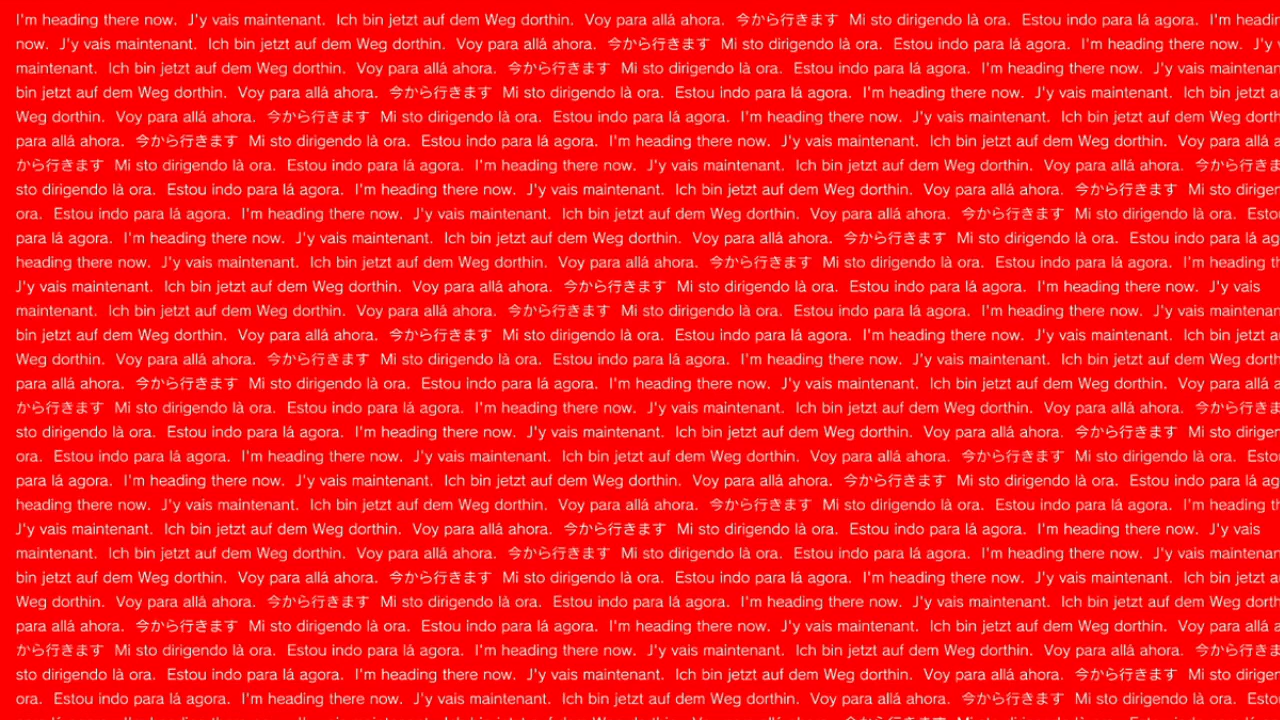 I'm heading there now. J'y vais maintenant. Ich bin jetzt auf dem Weg dorthin. Voy para allá ahora. 今から行きます Mi sto dirigendo là ora. Estou indo para lá agora. I'm headin
now. J'y vais maintenant. Ich bin jetzt auf dem Weg dorthin. Voy para allá ahora. 今から行きます Mi sto dirigendo là ora. Estou indo para lá agora. I'm heading there now. J'y
maintenant. Ich bin jetzt auf dem Weg dorthin. Voy para allá ahora. 今から行きます Mi sto dirigendo là ora. Estou indo para lá agora. I'm heading there now. J'y vais maintenan
bin jetzt auf dem Weg dorthin. Voy para allá ahora. 今から行きます Mi sto dirigendo là ora. Estou indo para lá agora. I'm heading there now. J'y vais maintenant. Ich bin jetzt a
Weg dorthin. Voy para allá ahora. 今から行きます Mi sto dirigendo là ora. Estou indo para lá agora. I'm heading there now. J'y vais maintenant. Ich bin jetzt auf dem Weg dorth
para allá ahora. 今から行きます Mi sto dirigendo là ora. Estou indo para lá agora. I'm heading there now. J'y vais maintenant. Ich bin jetzt auf dem Weg dorthin. Voy para allá a
から行きます Mi sto dirigendo là ora. Estou indo para lá agora. I'm heading there now. J'y vais maintenant. Ich bin jetzt auf dem Weg dorthin. Voy para allá ahora. 今から行きま
sto dirigendo là ora. Estou indo para lá agora. I'm heading there now. J'y vais maintenant. Ich bin jetzt auf dem Weg dorthin. Voy para allá ahora. 今から行きます Mi sto dirigen
ora. Estou indo para lá agora. I'm heading there now. J'y vais maintenant. Ich bin jetzt auf dem Weg dorthin. Voy para allá ahora. 今から行きます Mi sto dirigendo là ora. Esto
para lá agora. I'm heading there now. J'y vais maintenant. Ich bin jetzt auf dem Weg dorthin. Voy para allá ahora. 今から行きます Mi sto dirigendo là ora. Estou indo para lá ag
heading there now. J'y vais maintenant. Ich bin jetzt auf dem Weg dorthin. Voy para allá ahora. 今から行きます Mi sto dirigendo là ora. Estou indo para lá agora. I'm heading th
J'y vais maintenant. Ich bin jetzt auf dem Weg dorthin. Voy para allá ahora. 今から行きます Mi sto dirigendo là ora. Estou indo para lá agora. I'm heading there now. J'y vais
maintenant. Ich bin jetzt auf dem Weg dorthin. Voy para allá ahora. 今から行きます Mi sto dirigendo là ora. Estou indo para lá agora. I'm heading there now. J'y vais maintenan
bin jetzt auf dem Weg dorthin. Voy para allá ahora. 今から行きます Mi sto dirigendo là ora. Estou indo para lá agora. I'm heading there now. J'y vais maintenant. Ich bin jetzt a
Weg dorthin. Voy para allá ahora. 今から行きます Mi sto dirigendo là ora. Estou indo para lá agora. I'm heading there now. J'y vais maintenant. Ich bin jetzt auf dem Weg dorth
para allá ahora. 今から行きます Mi sto dirigendo là ora. Estou indo para lá agora. I'm heading there now. J'y vais maintenant. Ich bin jetzt auf dem Weg dorthin. Voy para allá a
から行きます Mi sto dirigendo là ora. Estou indo para lá agora. I'm heading there now. J'y vais maintenant. Ich bin jetzt auf dem Weg dorthin. Voy para allá ahora. 今から行きま
sto dirigendo là ora. Estou indo para lá agora. I'm heading there now. J'y vais maintenant. Ich bin jetzt auf dem Weg dorthin. Voy para allá ahora. 今から行きます Mi sto dirigen
ora. Estou indo para lá agora. I'm heading there now. J'y vais maintenant. Ich bin jetzt auf dem Weg dorthin. Voy para allá ahora. 今から行きます Mi sto dirigendo là ora. Esto
para lá agora. I'm heading there now. J'y vais maintenant. Ich bin jetzt auf dem Weg dorthin. Voy para allá ahora. 今から行きます Mi sto dirigendo là ora. Estou indo para lá ag
heading there now. J'y vais maintenant. Ich bin jetzt auf dem Weg dorthin. Voy para allá ahora. 今から行きます Mi sto dirigendo là ora. Estou indo para lá agora. I'm heading th
J'y vais maintenant. Ich bin jetzt auf dem Weg dorthin. Voy para allá ahora. 今から行きます Mi sto dirigendo là ora. Estou indo para lá agora. I'm heading there now. J'y vais
maintenant. Ich bin jetzt auf dem Weg dorthin. Voy para allá ahora. 今から行きます Mi sto dirigendo là ora. Estou indo para lá agora. I'm heading there now. J'y vais maintenan
bin jetzt auf dem Weg dorthin. Voy para allá ahora. 今から行きます Mi sto dirigendo là ora. Estou indo para lá agora. I'm heading there now. J'y vais maintenant. Ich bin jetzt a
Weg dorthin. Voy para allá ahora. 今から行きます Mi sto dirigendo là ora. Estou indo para lá agora. I'm heading there now. J'y vais maintenant. Ich bin jetzt auf dem Weg dorth
para allá ahora. 今から行きます Mi sto dirigendo là ora. Estou indo para lá agora. I'm heading there now. J'y vais maintenant. Ich bin jetzt auf dem Weg dorthin. Voy para allá a
から行きます Mi sto dirigendo là ora. Estou indo para lá agora. I'm heading there now. J'y vais maintenant. Ich bin jetzt auf dem Weg dorthin. Voy para allá ahora. 今から行きま
sto dirigendo là ora. Estou indo para lá agora. I'm heading there now. J'y vais maintenant. Ich bin jetzt auf dem Weg dorthin. Voy para allá ahora. 今から行きます Mi sto dirigen
ora. Estou indo para lá agora. I'm heading there now. J'y vais maintenant. Ich bin jetzt auf dem Weg dorthin. Voy para allá ahora. 今から行きます Mi sto dirigendo là ora. Esto